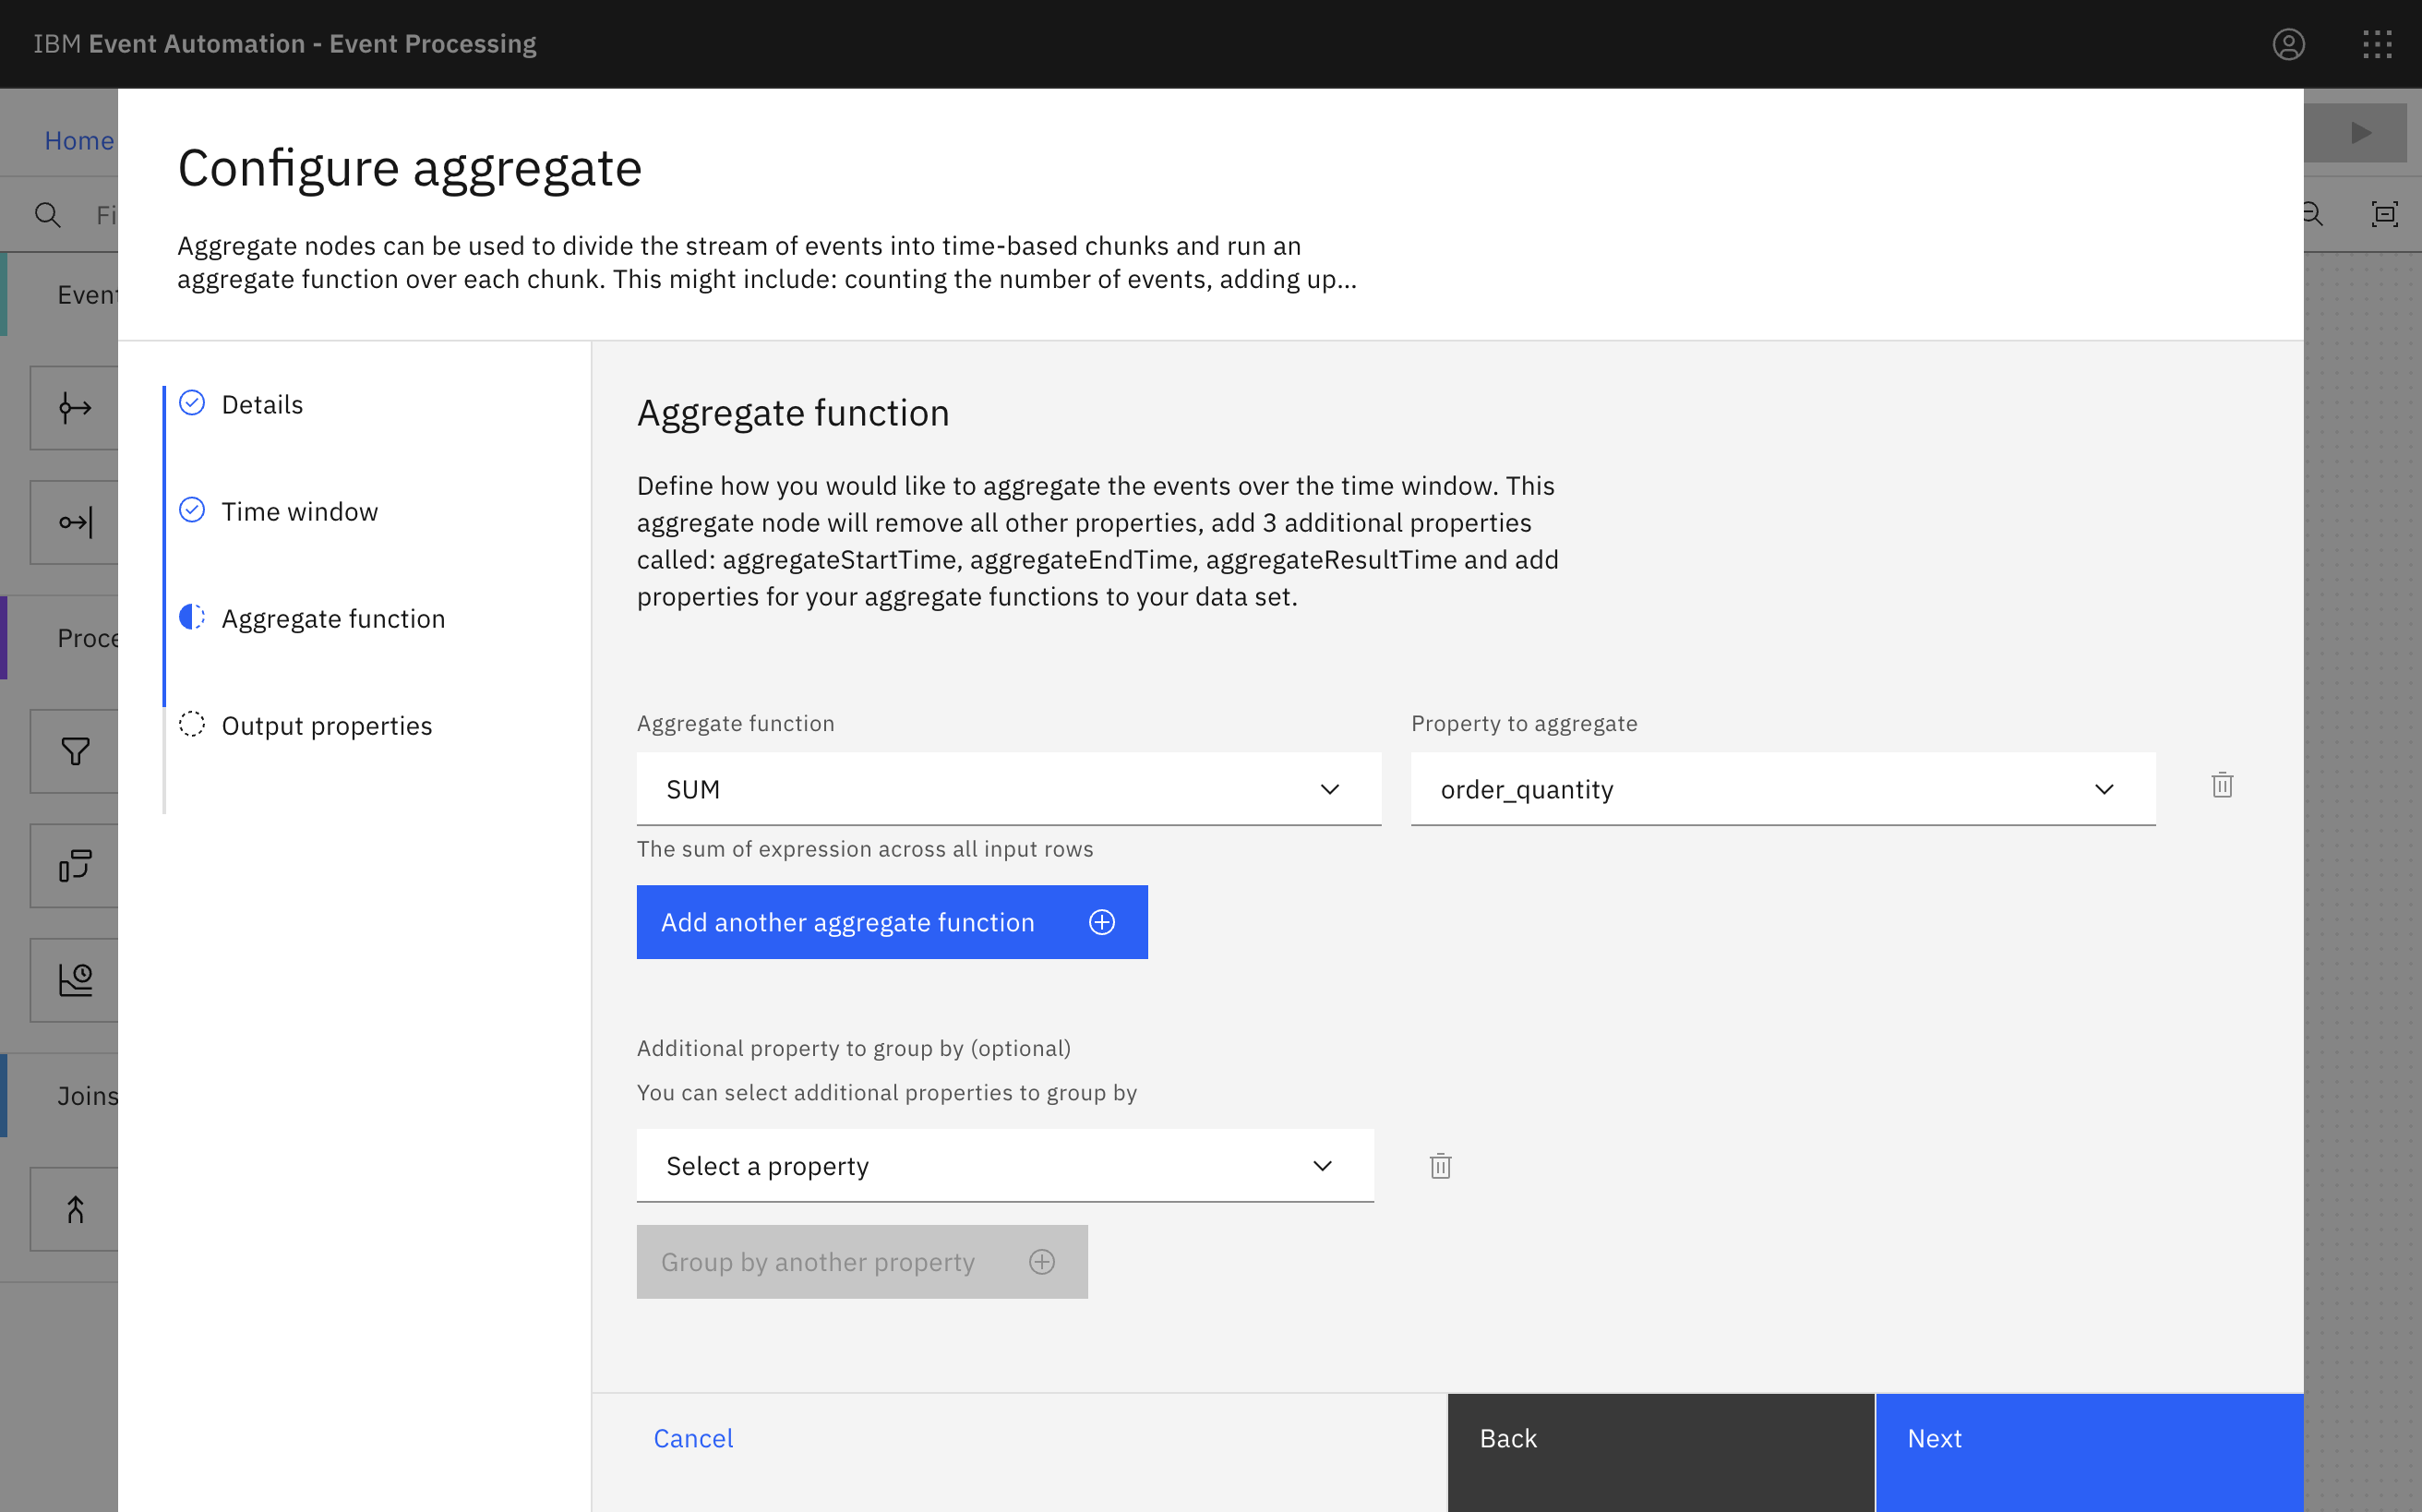 IBM Event Automation - Event Processing
Home
Configure aggregate
Aggregate nodes can be used to divide the stream of events into time-based chunks and run an
aggregate function over each chunk. This might include: counting the number of events, adding up...
Details
Time window
Aggregate function
Output properties
Aggregate function
Define how you would like to aggregate the events over the time window. This
aggregate node will remove all other properties, add 3 additional properties
called: aggregateStartTime, aggregateEndTime, aggregateResultTime and add
properties for your aggregate functions to your data set.
Aggregate function
Property to aggregate
SUM
order_quantity
The sum of expression across all input rows
Add another aggregate function
Additional property to group by (optional)
You can select additional properties to group by
Select a property
Group by another property
Cancel
Back
Next
Joins